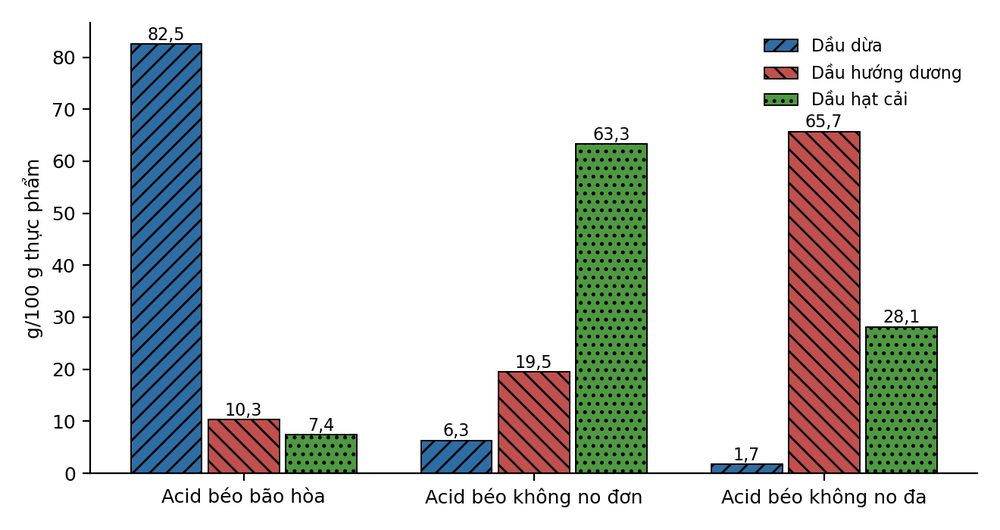 82,5
Dầu dừa
Dầu hướng dương
Dầu hạt cải
80
70
65,7
63,3
60
g/100 g thực phẩm
50
40
30
28,1
20
19,5
10
10,3
7,4
6,3
1,7
0
Acid béo bão hòa
Acid béo không no đơn
Acid béo không no đa